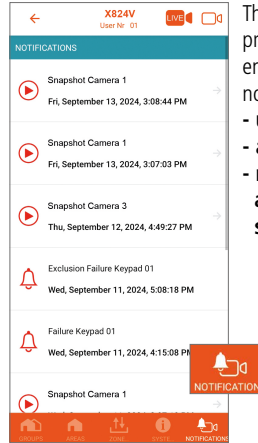 X824V
User Nr 01
LIVE
NOTIFICATIONS
Snapshot Camera 1
Fri, September 13, 2024, 3:08:44 PM
Snapshot Camera 1
Fri, September 13, 2024, 3:07:03 PM
Snapshot Camera 3
Thu, September 12, 2024, 4:49:27 PM
Exclusion Failure Keypad 01
Wed, September 11, 2024, 5:08:18 PM
Failure Keypad 01
Wed, September 11, 2024, 4:15:08 P
Snapshot Camera 1
GROUPS
AREAS
ZONE
SYSTE...
NOTIFICATIONS
NOTIFICATION
Th
pr
er
no
- u
- a
- r
a
s